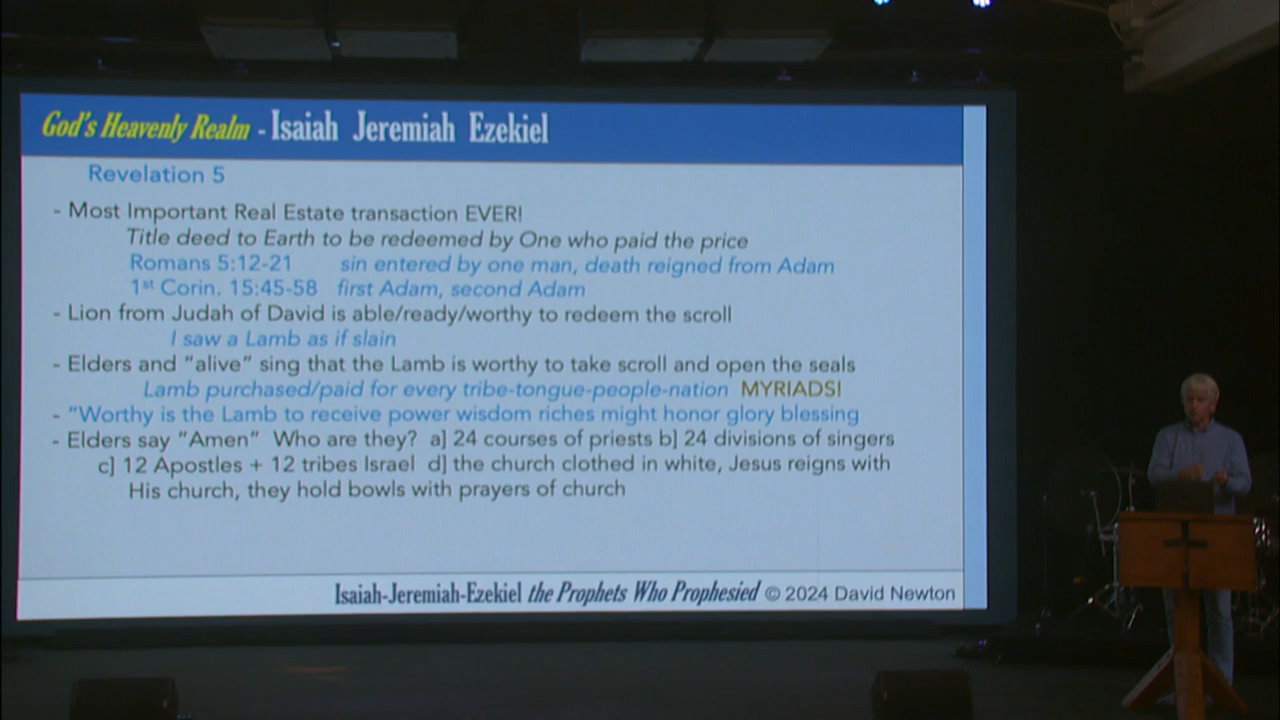 God's Heavenly Realm - Isaiah Jeremiah Ezekiel
Revelation 5
- Most Important Real Estate transaction EVER!
Title deed to Earth to be redeemed by One who paid the price
Romans 5:12-21 sin entered by one man, death reigned from Adam
1st Corin. 15:45-58 first Adam, second Adam
- Lion from Judah of David is able/ready/worthy to redeem the scroll
I saw a Lamb as if slain
- Elders and "alive" sing that the Lamb is worthy to take scroll and open the seals
Lamb purchased/paid for every tribe-tongue-people-nation MYRIADS!
- "Worthy is the Lamb to receive power wisdom riches might honor glory blessing
- Elders say "Amen" Who are they? a] 24 courses of priests b] 24 divisions of singers
c] 12 Apostles + 12 tribes Israel d] the church clothed in white, Jesus reigns with
His church, they hold bowls with prayers of church
Isaiah-Jeremiah-Ezekiel the Prophets Who Prophesied © 2024 David Newton